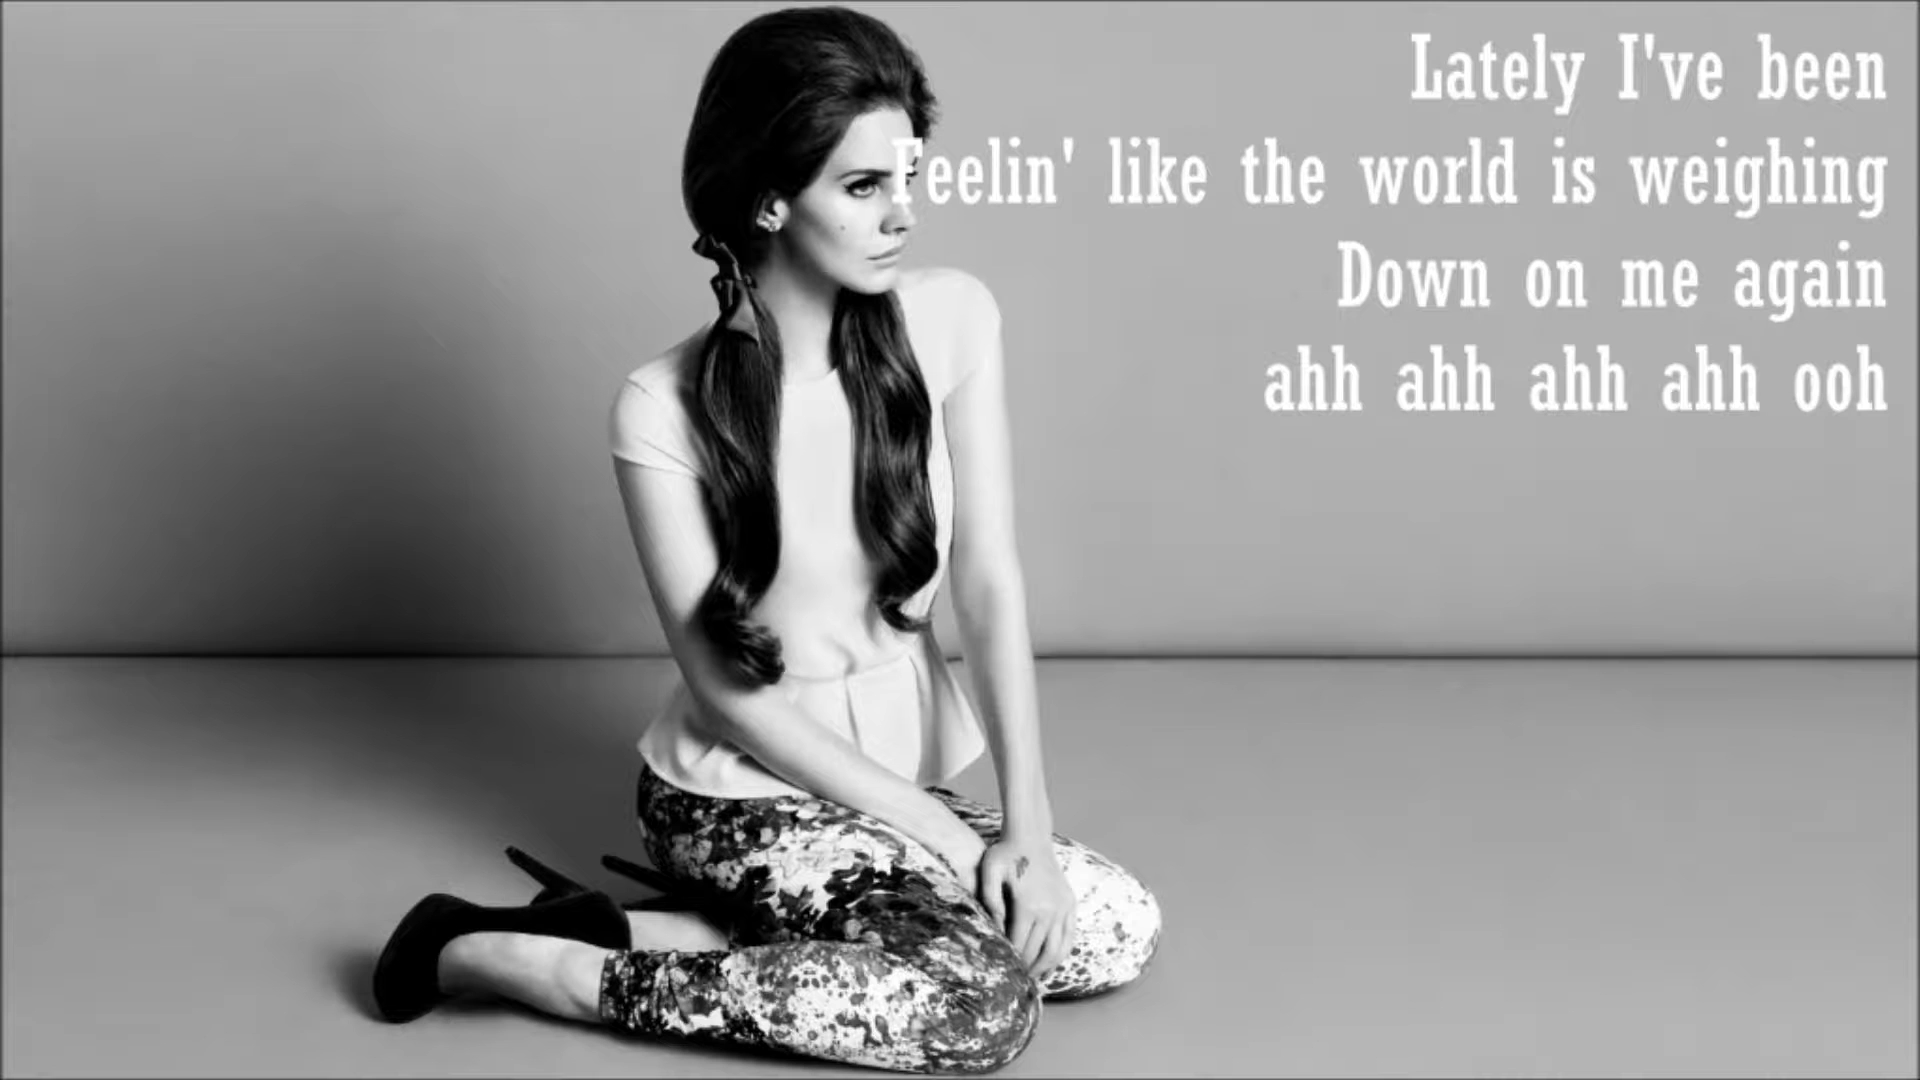 Lately I've been
Feelin' like the world is weighing
Down on me again
ahh ahh ahh ahh ooh